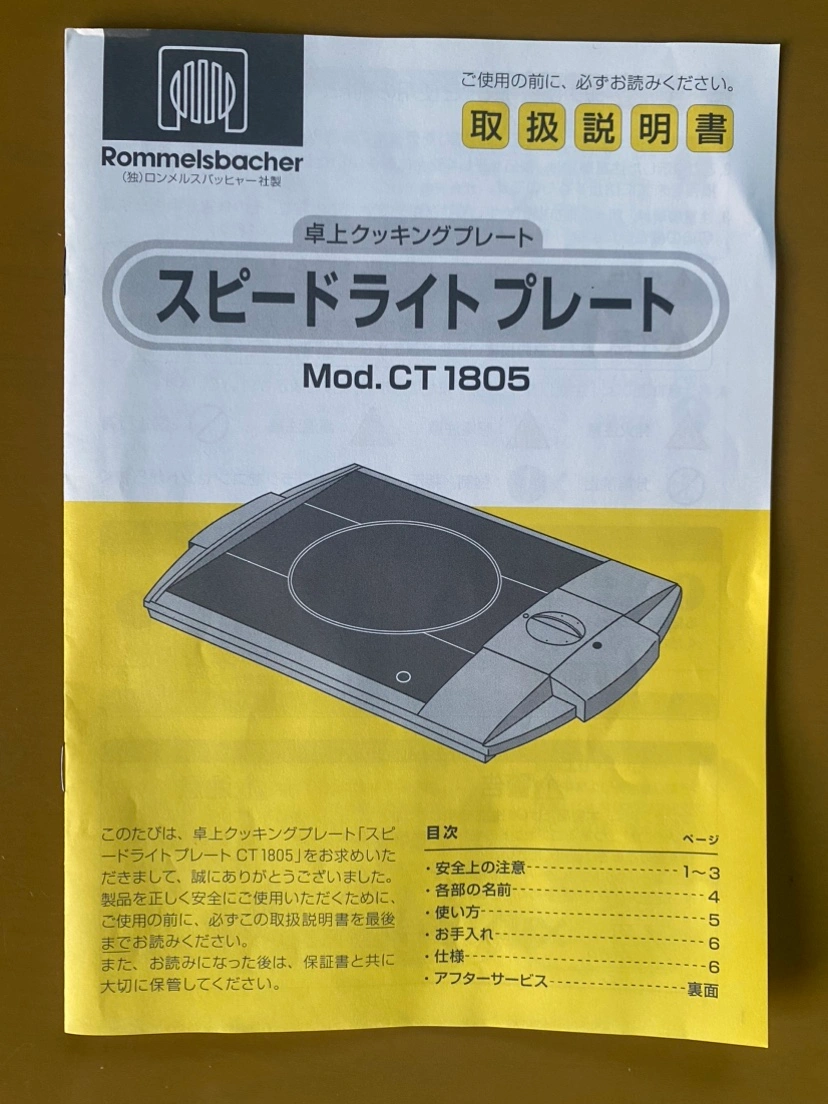 ご使用の前に、必ずお読みください。
取扱説明書
Rommelsbacher
（独）ロンメルスバッヒャー社製
卓上クッキングプレート
スピードライトプレート
Mod. CT 1805
このたびは、卓上クッキングプレート「スピ
ードライトプレート CT 1805」をお求めいた
だきまして、誠にありがとうございました。
製品を正しく安全にご使用いただくために、
ご使用の前に、必ずこの取扱説明書を最後
までお読みください。
また、お読みになった後は、保証書と共に
大切に保管してください。
目次
ページ
・安全上の注意 1～3
・各部の名前 4
・使い方 5
・お手入れ 6
・仕様 6
・アフターサービス 裏面